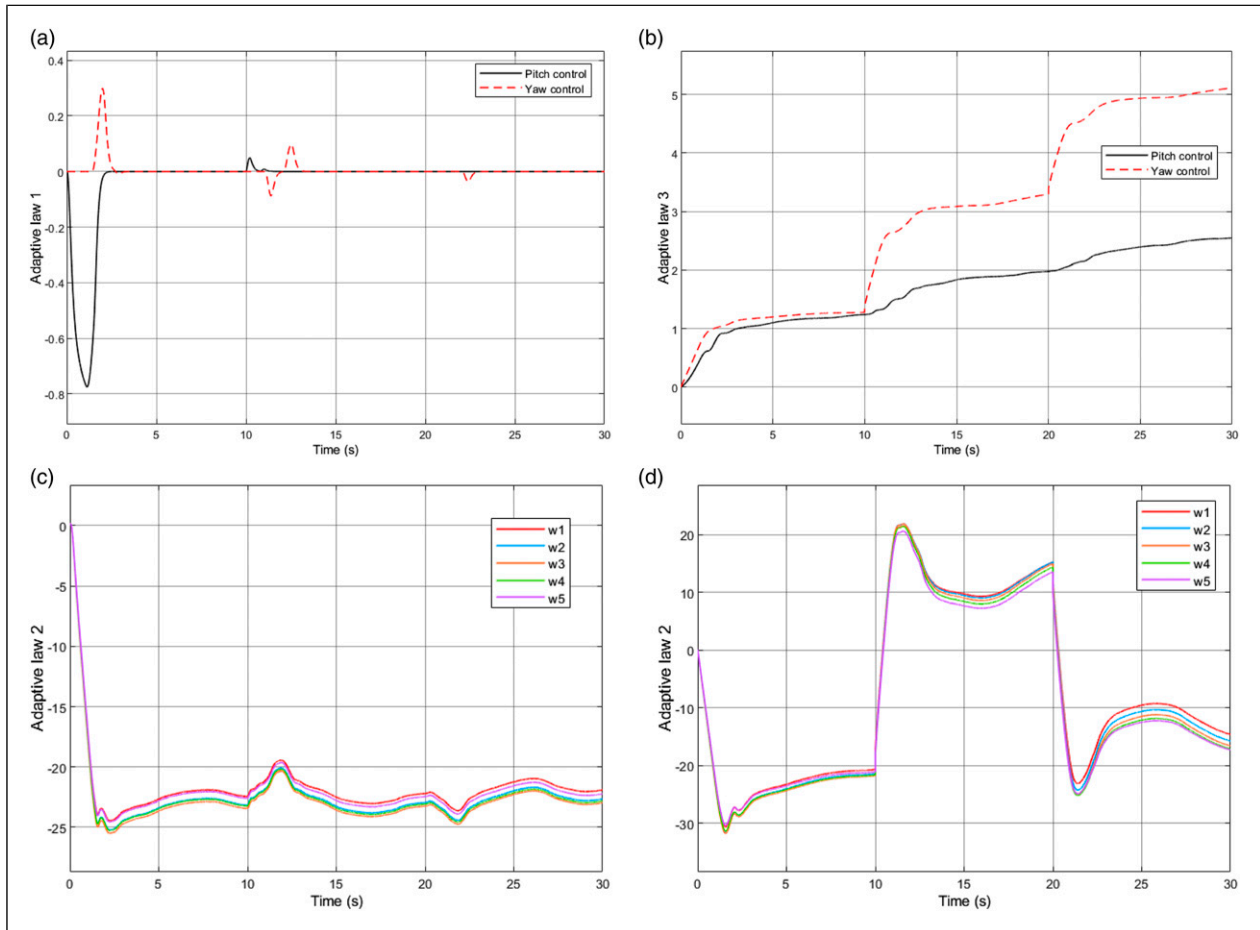 (a)
0.4
0.2
0
-0.2
-0.4
-0.6
-0.8
Adaptive law 1
Pitch control
Yaw control
0 5 10 15 20 25 30
Time (s)
(b)
5
4
3
2
1
0
Adaptive law 3
Pitch control
Yaw control
0 5 10 15 20 25 30
Time (s)
(c)
0
-5
-10
-15
-20
-25
Adaptive law 2
w1
w2
w3
w4
w5
0 5 10 15 20 25 30
Time (s)
(d)
20
10
0
-10
-20
-30
Adaptive law 2
w1
w2
w3
w4
w5
0 5 10 15 20 25 30
Time (s)